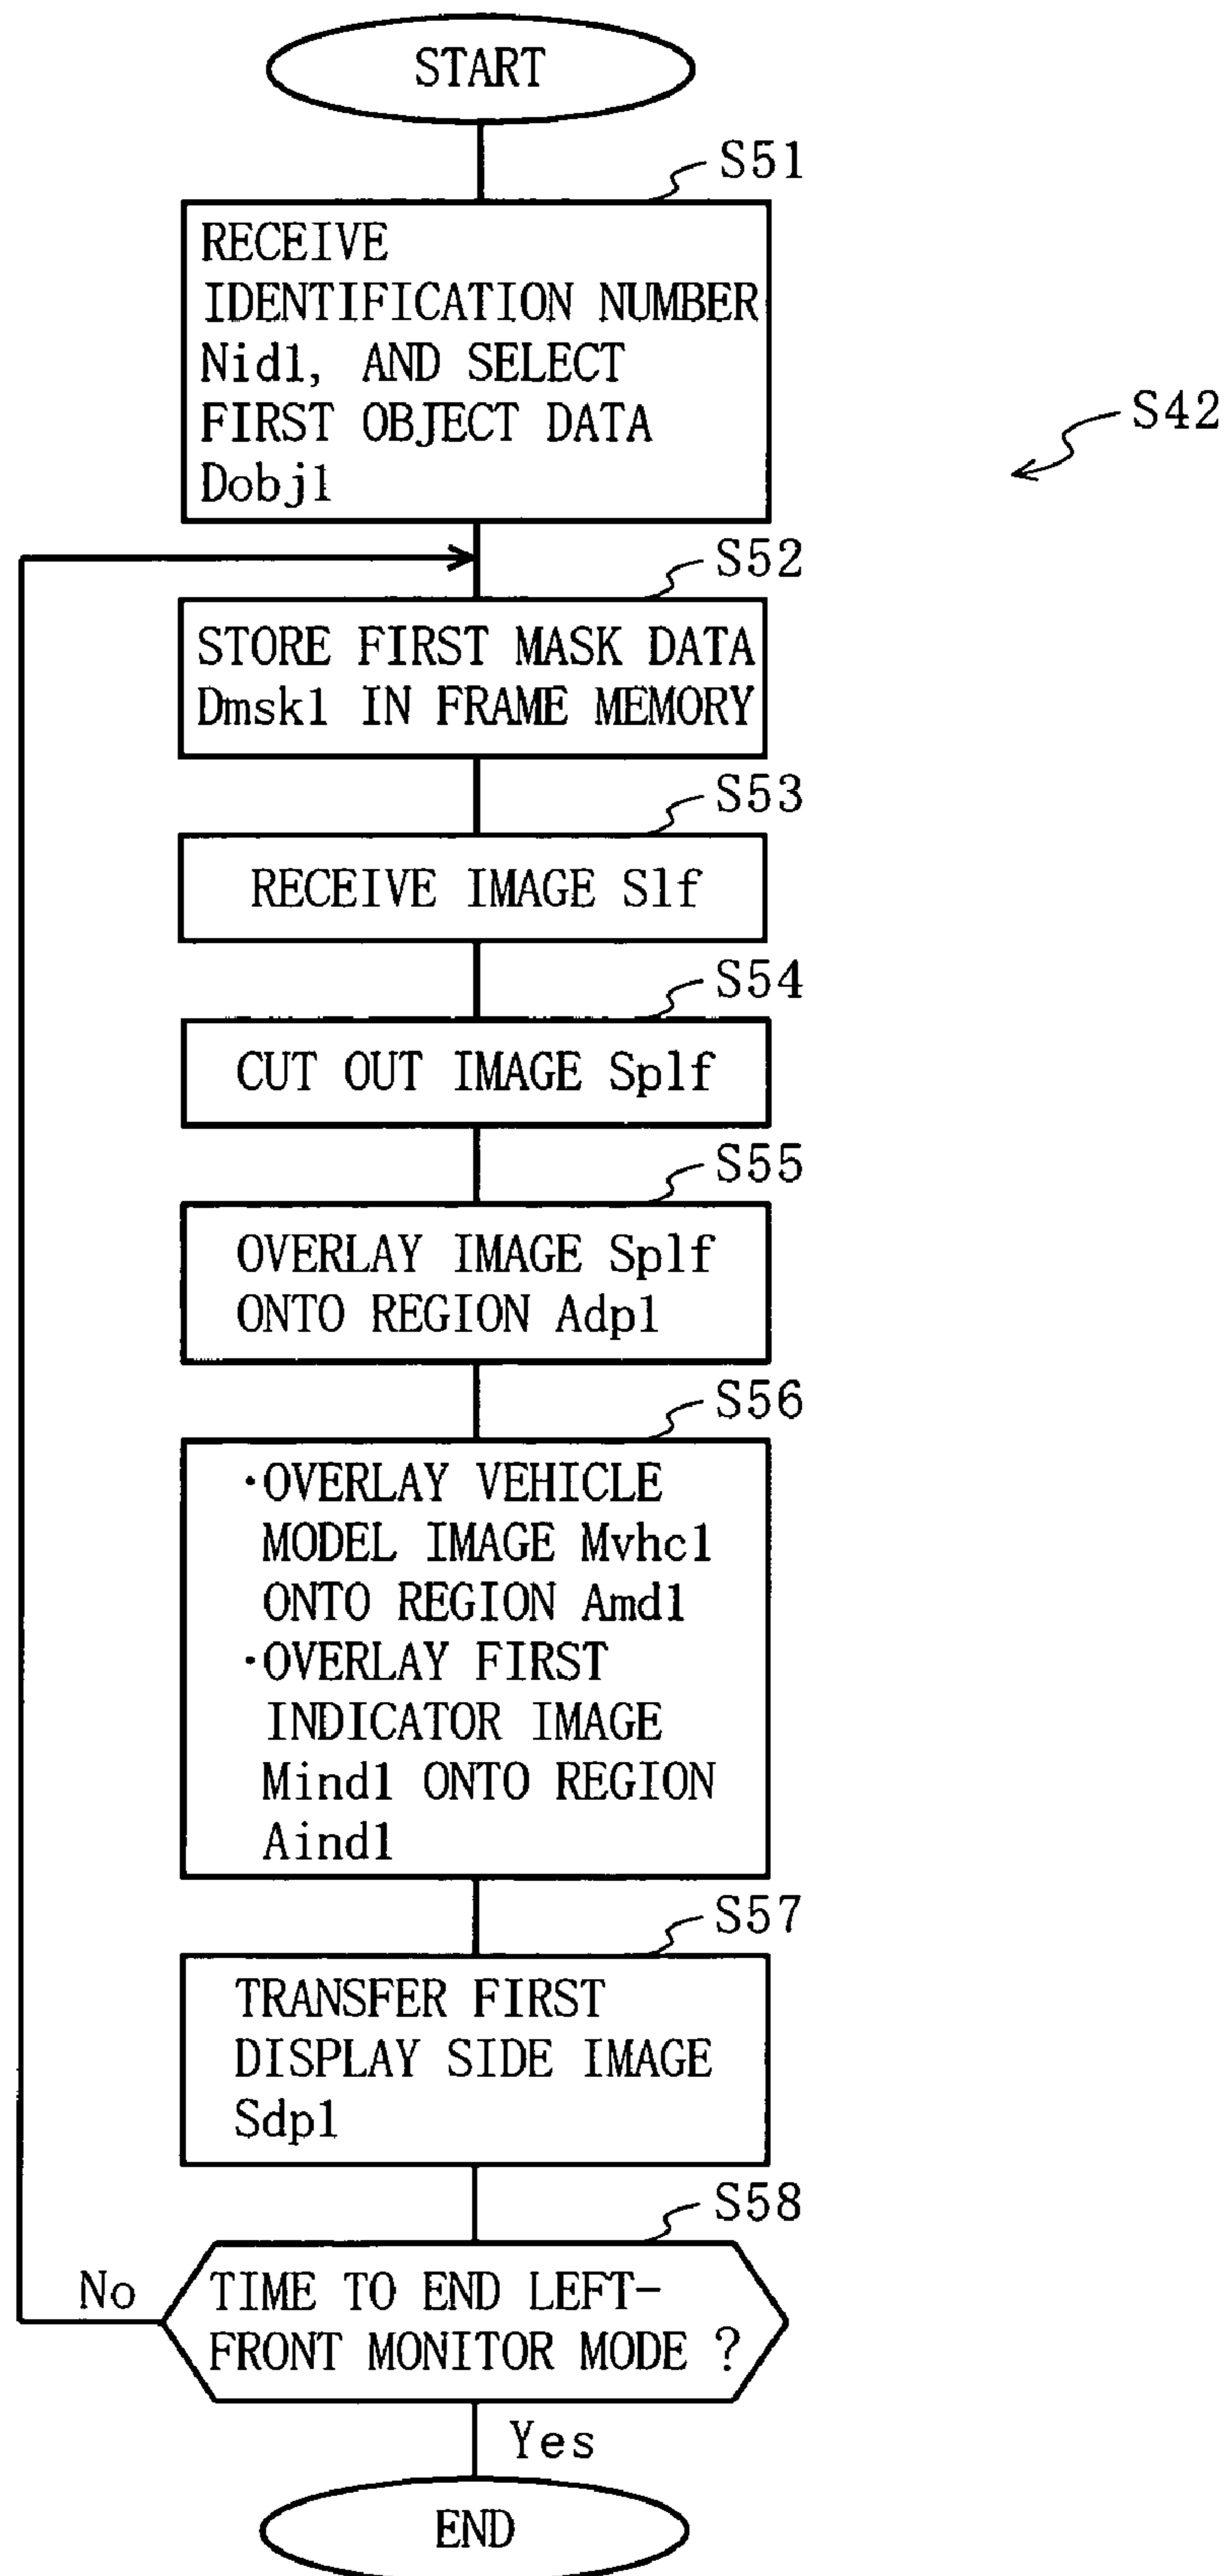 START
S51
RECEIVE
IDENTIFICATION NUMBER
Nid1, AND SELECT
FIRST OBJECT DATA
Dobj1
S42
S52
STORE FIRST MASK DATA
Dmsk1 IN FRAME MEMORY
S53
RECEIVE IMAGE Slf
S54
CUT OUT IMAGE Splf
S55
OVERLAY IMAGE Splf
ONTO REGION Adp1
S56
·OVERLAY VEHICLE
MODEL IMAGE Mvhc1
ONTO REGION Amd1
·OVERLAY FIRST
INDICATOR IMAGE
Mind1 ONTO REGION
Aind1
S57
TRANSFER FIRST
DISPLAY SIDE IMAGE
Sdp1
S58
No
TIME TO END LEFT-
FRONT MONITOR MODE ?
Yes
END